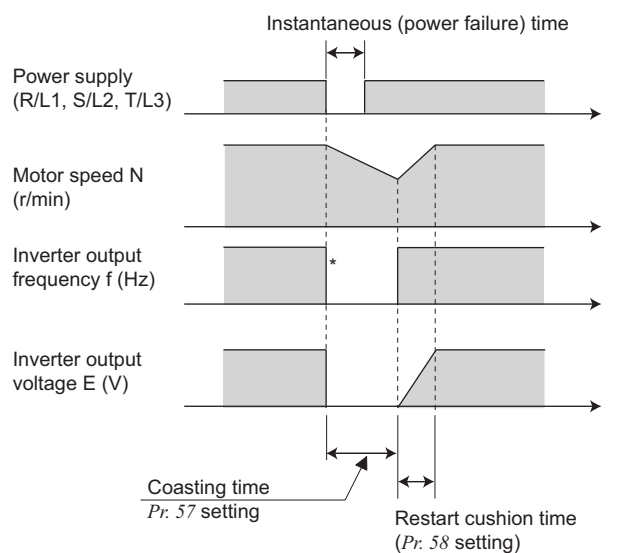 Instantaneous (power failure) time
Power supply
(R/L1, S/L2, T/L3)
Motor speed N
(r/min)
Inverter output
frequency f (Hz)
*
Inverter output
voltage E (V)
Coasting time
Pr. 57 setting
Restart cushion time
(Pr. 58 setting)